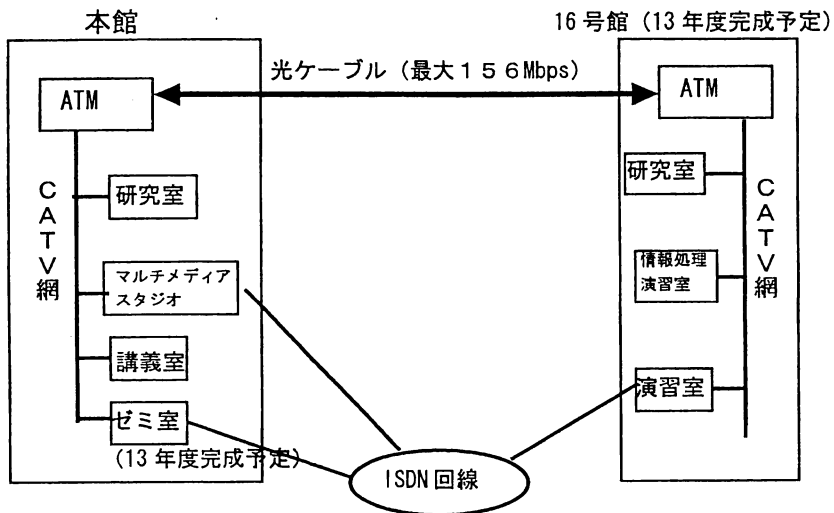 本館
16号館（13年度完成予定）
光ケーブル（最大１５６Mbps）
ATM
ATM
CATV網
研究室
マルチメディア
スタジオ
講義室
ゼミ室
（13年度完成予定）
研究室
情報処理
演習室
演習室
CATV網
ISDN回線